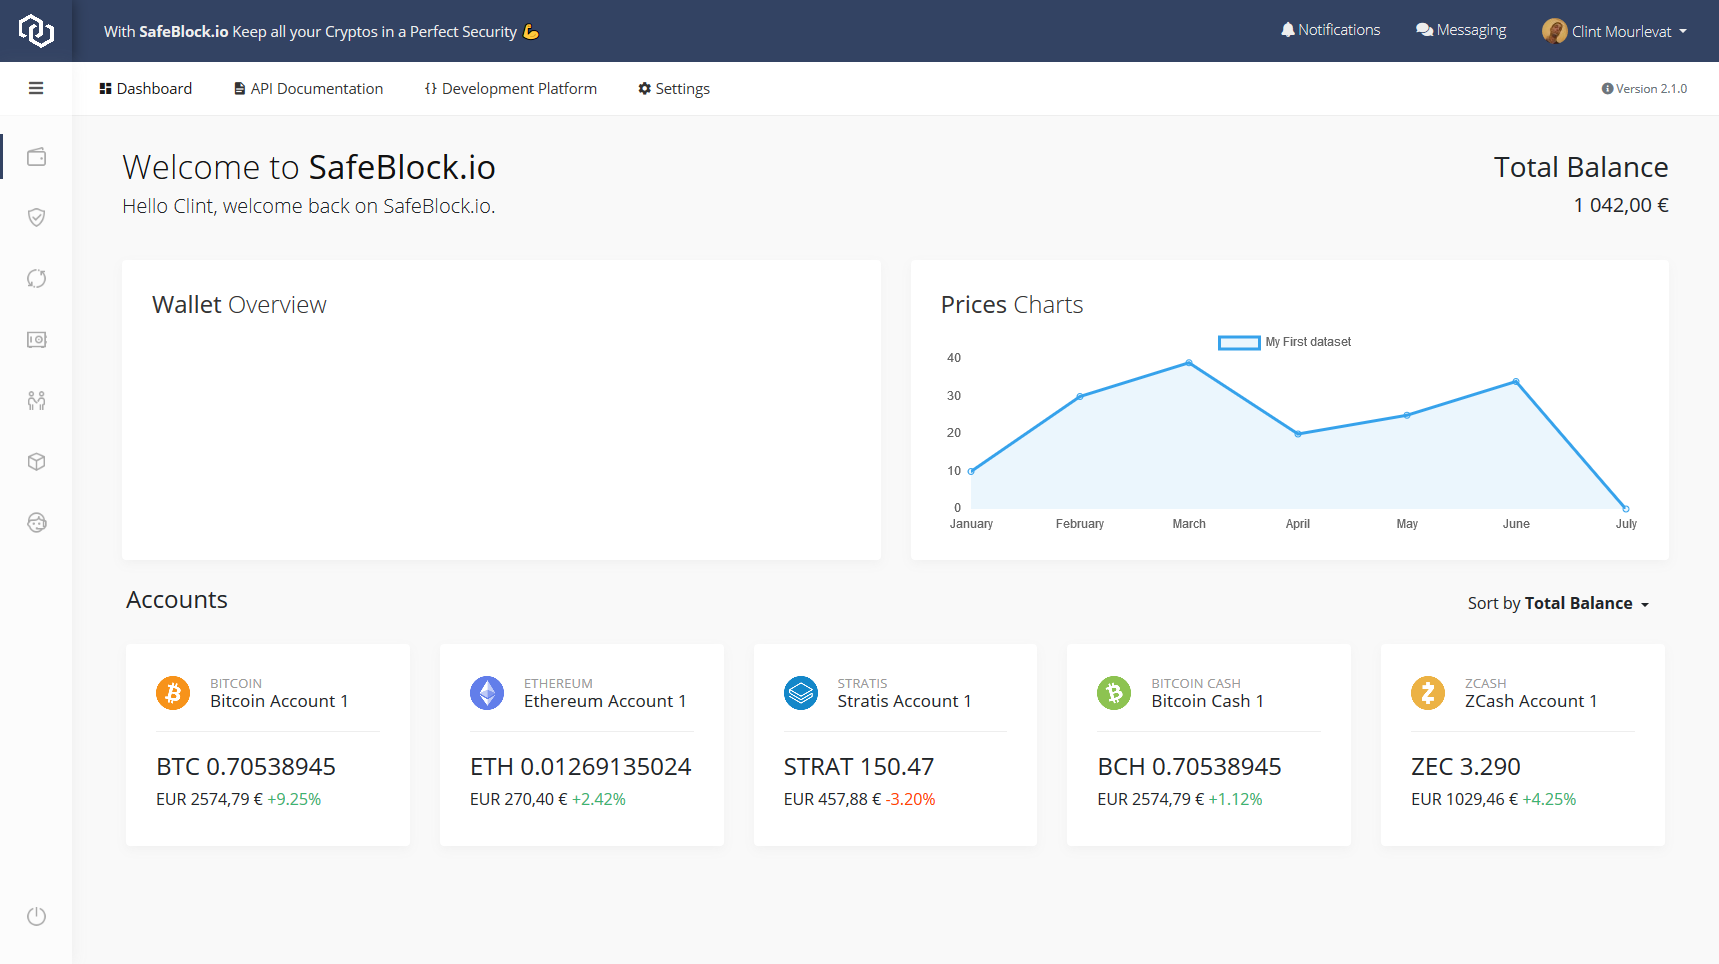 With SafeBlock.io Keep all your Cryptos in a Perfect Security 💪
Notifications
Messaging
Clint Mourlevat
Dashboard
API Documentation
Development Platform
Settings
Version 2.1.0
Welcome to SafeBlock.io
Hello Clint, welcome back on SafeBlock.io.
Total Balance
1 042,00 €
Wallet Overview
Prices Charts
My First dataset
40
30
20
10
0
January February March April May June July
Accounts
Sort by Total Balance
BITCOIN
Bitcoin Account 1
BTC 0.70538945
EUR 2574,79 € +9.25%
ETHEREUM
Ethereum Account 1
ETH 0.01269135024
EUR 270,40 € +2.42%
STRATIS
Stratis Account 1
STRAT 150.47
EUR 457,88 € -3.20%
BITCOIN CASH
Bitcoin Cash 1
BCH 0.70538945
EUR 2574,79 € +1.12%
ZCASH
ZCash Account 1
ZEC 3.290
EUR 1029,46 € +4.25%